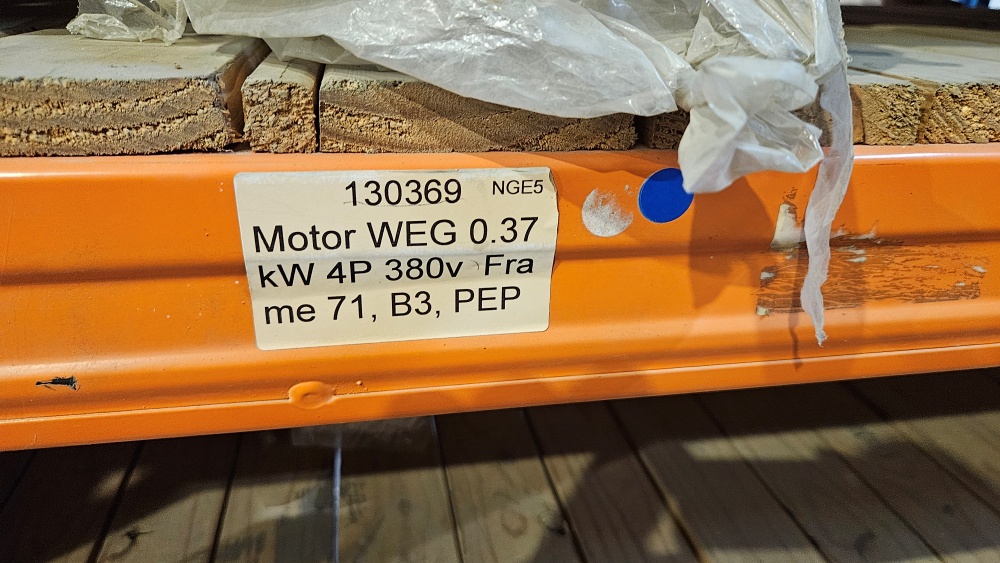 130369 NGE5
Motor WEG 0.37
kW 4P 380v Fra
me 71, B3, PEP